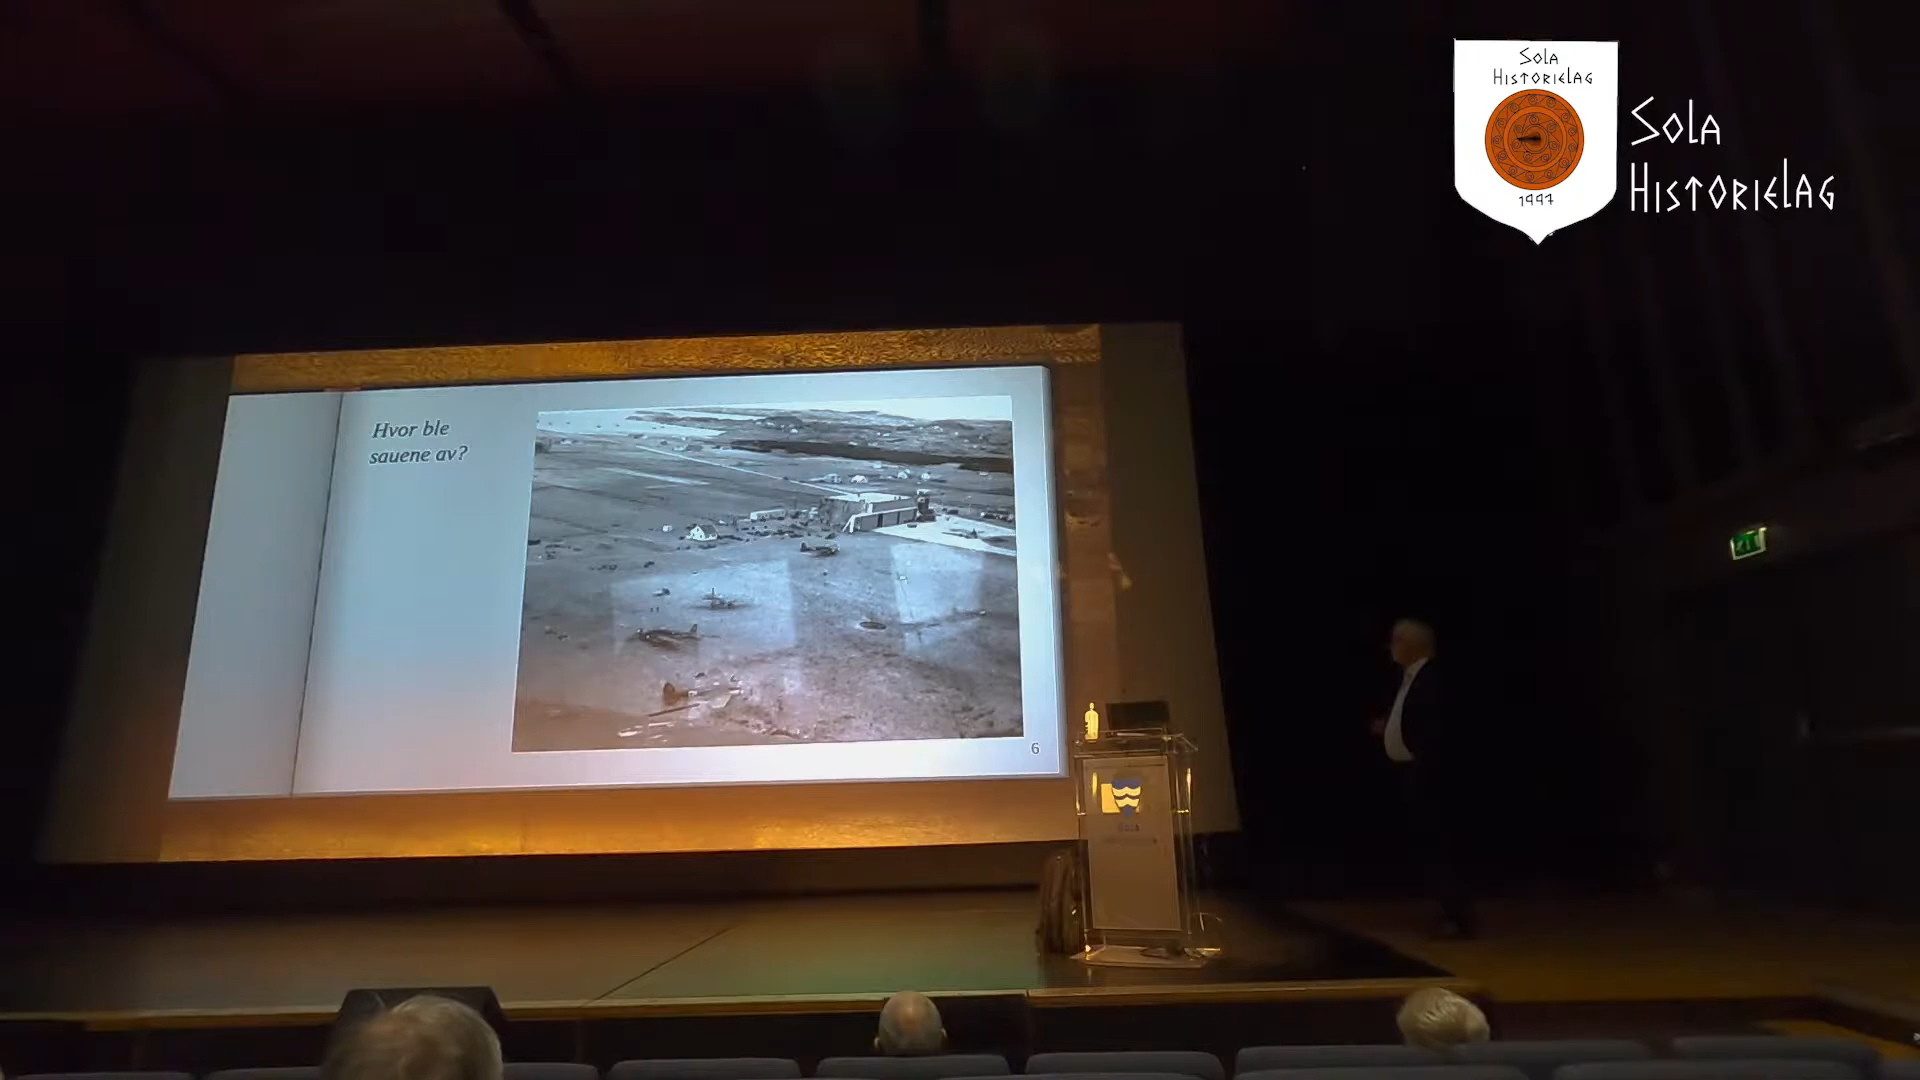 Sola
Historielag
1997
Sola
Historielag
Hvor ble
sauene av?
6